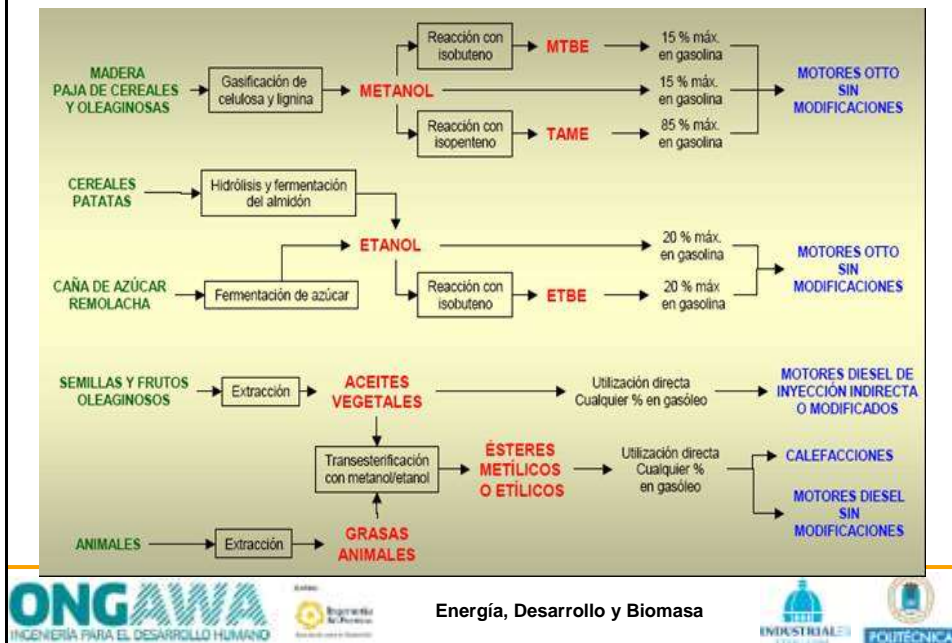 Reacción con
isobuteno
MTBE
15 % máx.
en gasolina
MADERA
PAJA DE CEREALES
Y OLEAGINOSAS
Gasificación de
celulosa y lignina
METANOL
15 % máx.
en gasolina
MOTORES OTTO
SIN
MODIFICACIONES
Reacción con
isopenteno
TAME
85 % máx.
en gasolina
CEREALES
PATATAS
Hidrólisis y fermentación
del almidón
ETANOL
20 % máx.
en gasolina
MOTORES OTTO
SIN
MODIFICACIONES
CAÑA DE AZÚCAR
REMOLACHA
Fermentación de azúcar
Reacción con
isobuteno
ETBE
20 % máx
en gasolina
SEMILLAS Y FRUTOS
OLEAGINOSOS
Extracción
ACEITES
VEGETALES
Utilización directa
Cualquier % en gasóleo
MOTORES DIESEL DE
INYECCIÓN INDIRECTA
O MODIFICADOS
Transesterificación
con metanol/etanol
ÉSTERES
METÍLICOS
O ETÍLICOS
Utilización directa
Cualquier %
en gasóleo
CALEFACCIONES
MOTORES DIESEL
SIN
MODIFICACIONES
ANIMALES
Extracción
GRASAS
ANIMALES
ONGAWA
INGENIERÍA PARA EL DESARROLLO HUMANO
Energía, Desarrollo y Biomasa
INDUSTRIALES
POLITÉCNICA